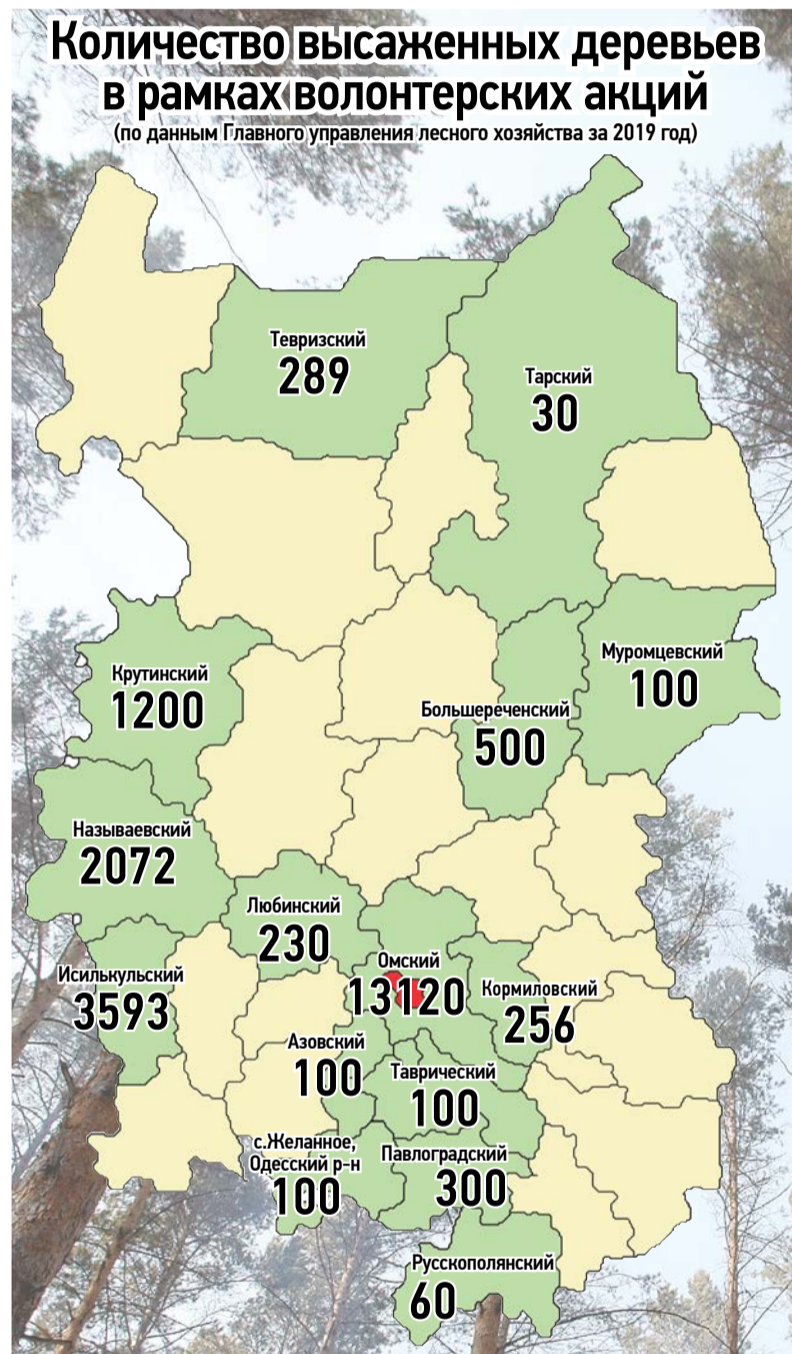 Количество высаженных деревьев
в рамках волонтерских акций
(по данным Главного управления лесного хозяйства за 2019 год)
Тевризский
289
Тарский
30
Муромцевский
100
Крутинский
1200
Большереченский
500
Называевский
2072
Любинский
230
Омский
13120
Исилькульский
3593
Кормиловский
256
Азовский
100
Таврический
100
с.Желанное,
Одесский р-н
100
Павлоградский
300
Русскополянский
60